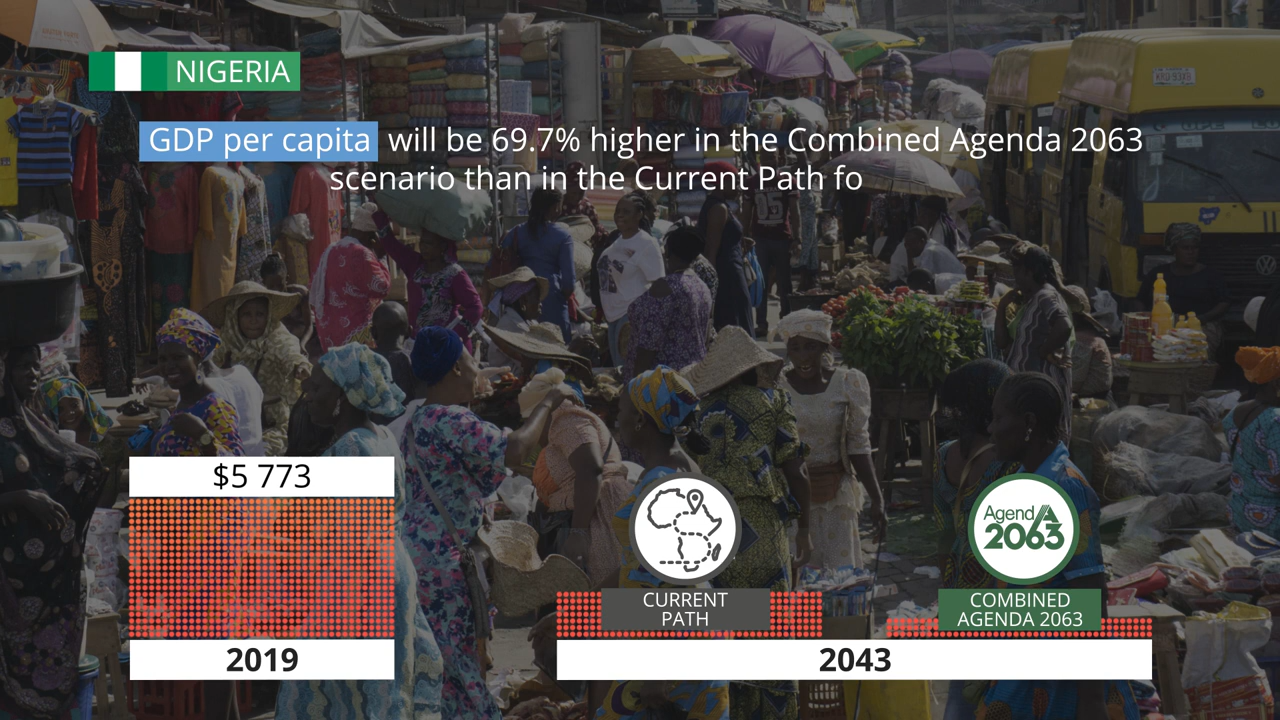 NIGERIA
GDP per capita will be 69.7% higher in the Combined Agenda 2063
scenario than in the Current Path fo
$5 773
2019
CURRENT
PATH
Agenda
2063
COMBINED
AGENDA 2063
2043